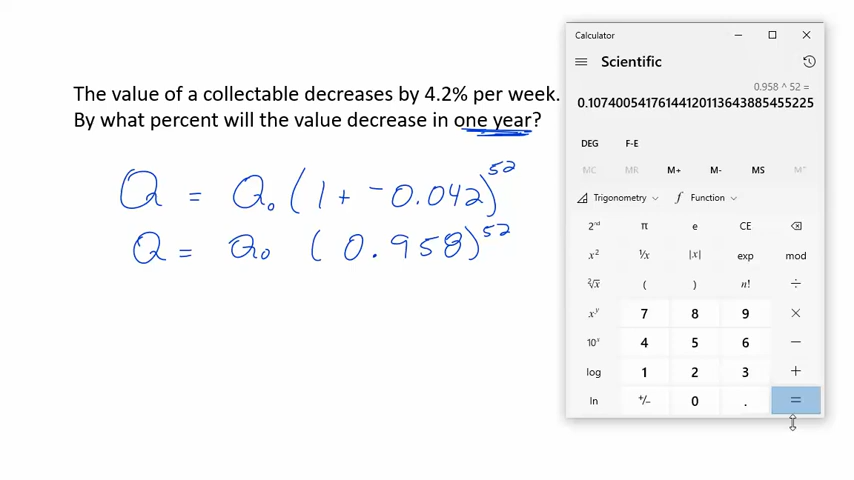 The value of a collectable decreases by 4.2% per week.
By what percent will the value decrease in one year?
Q = Q₀ (1 + ⁻0.042)⁵²
Q = Q₀ (0.958)⁵²
Calculator
Scientific
0.958 ^ 52 =
0.10740054176144120113643885455225
DEG F-E
MC MR M+ M- MS M˅
Trigonometry Function
2ⁿᵈ π e CE
x² ¹/x |x| exp mod
²√x ( ) n! ÷
xʸ 7 8 9 ×
10ˣ 4 5 6 −
log 1 2 3 +
ln +/− 0 . =